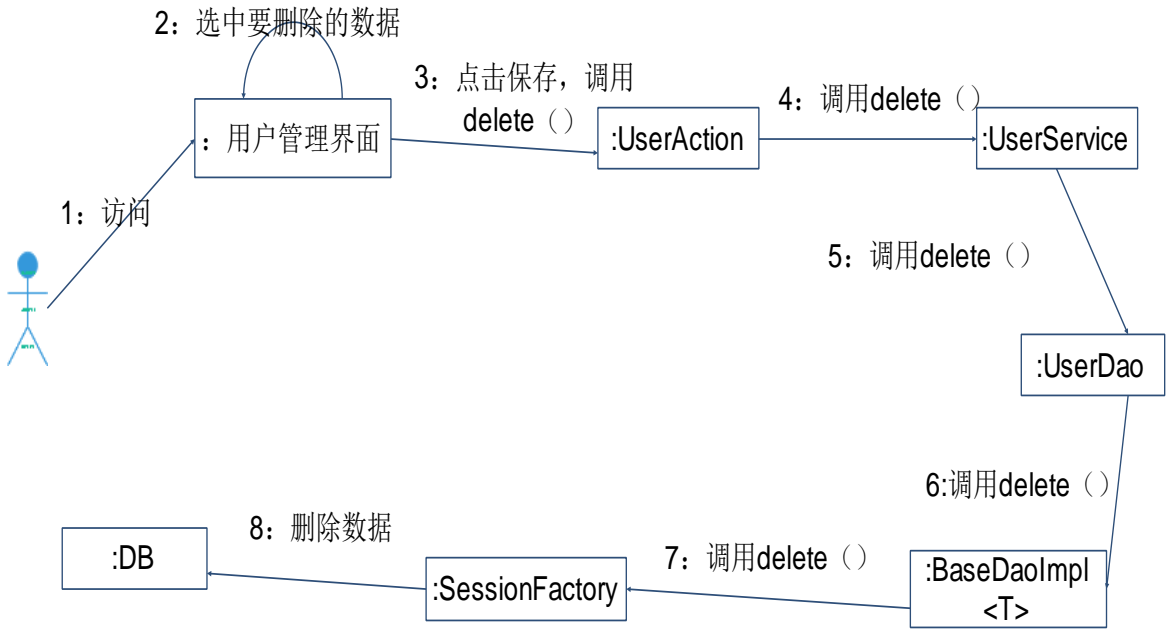 2：选中要删除的数据
3：点击保存，调用
delete（）
4：调用delete（）
：用户管理界面
:UserAction
:UserService
1：访问
5：调用delete（）
:UserDao
6:调用delete（）
8：删除数据
7：调用delete（）
:DB
:SessionFactory
:BaseDaoImpl
<T>